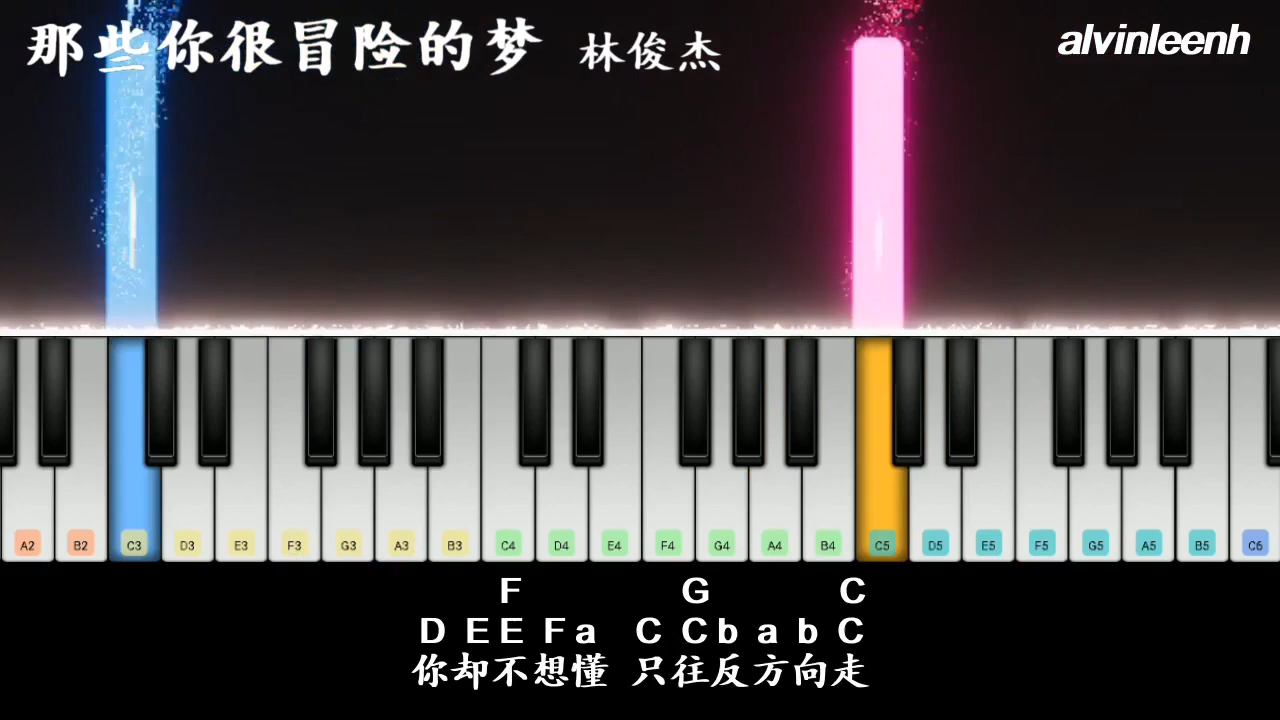 那些你很冒险的梦 林俊杰
alvinleenh
A2 B2 C3 D3 E3 F3 G3 A3 B3 C4 D4 E4 F4 G4 A4 B4 C5 D5 E5 F5 G5 A5 B5 C6
F G C
D E E F a C C b a b C
你却不想懂 只往反方向走